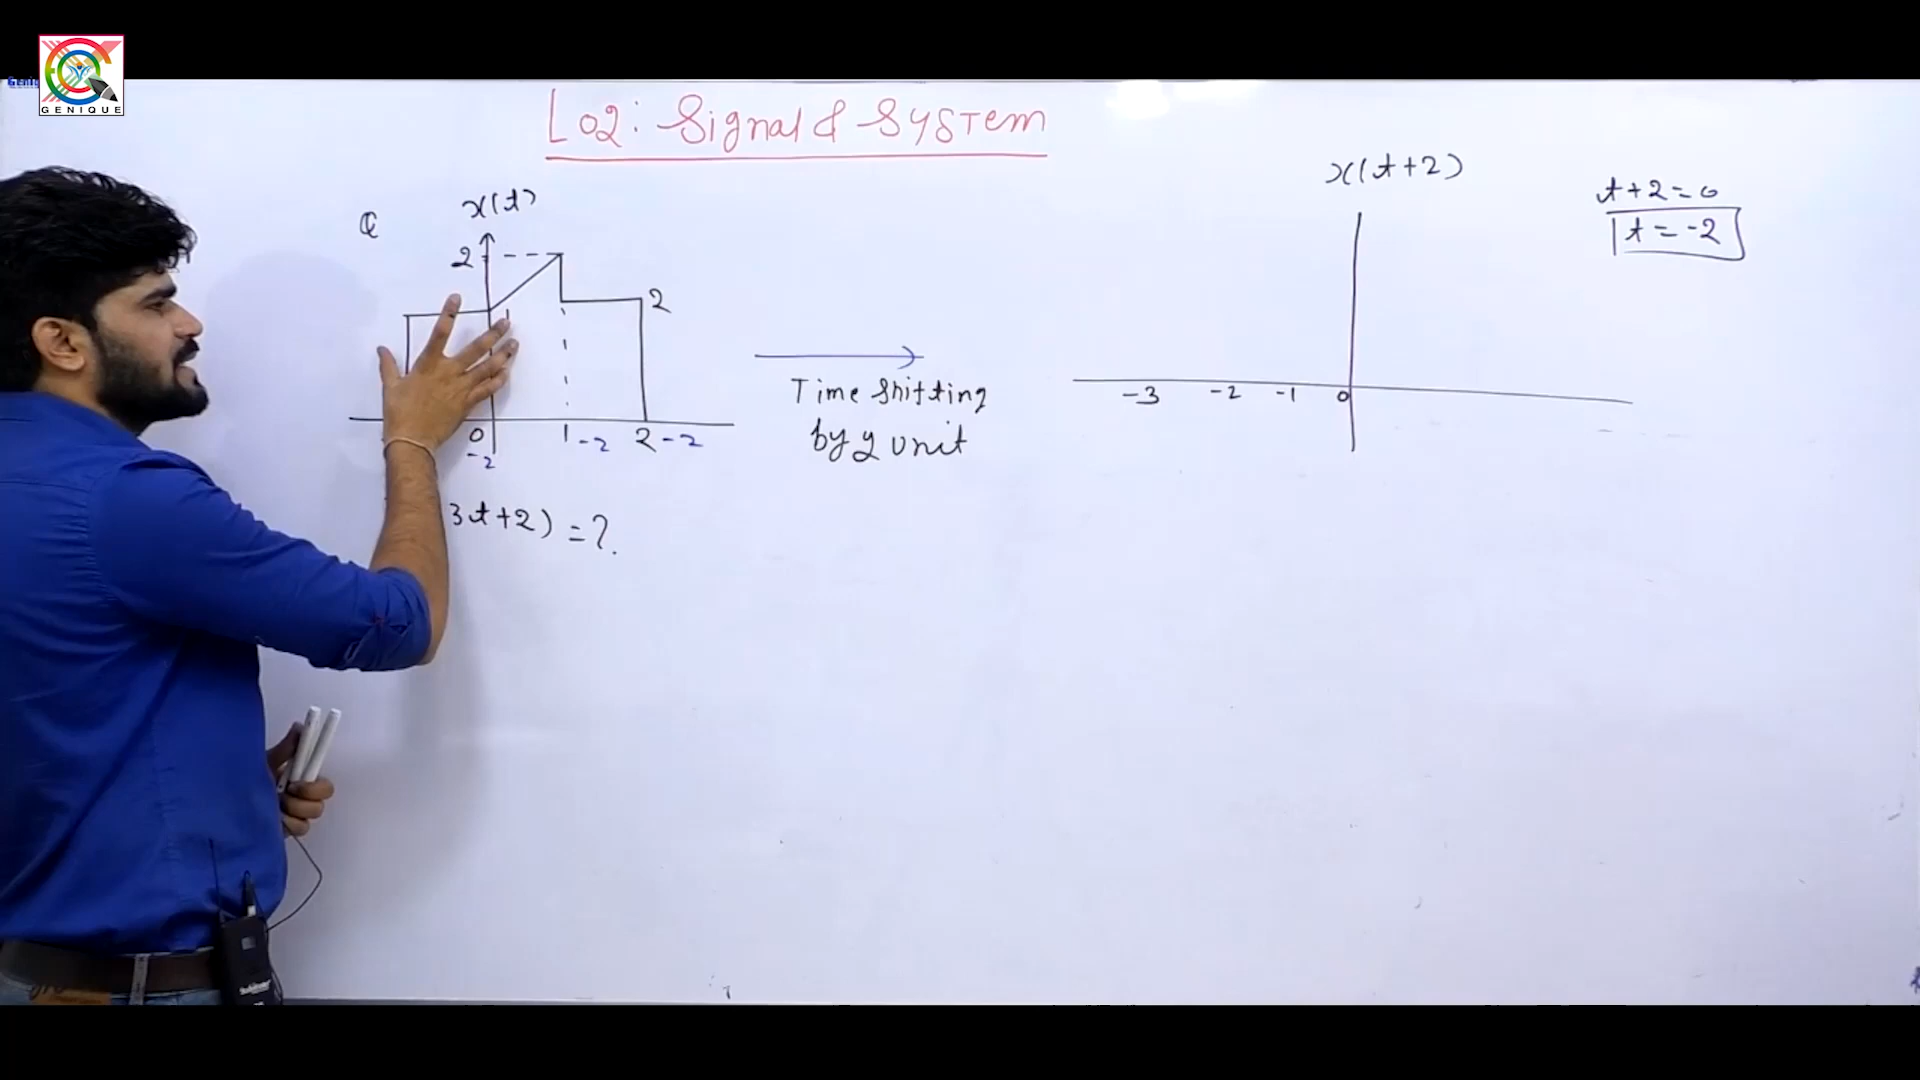 GENIQUE
L02: Signal & System
Q
x(t)
2
1
2
0 1 -2 2 -2
-2
3t+2) = ?
Time Shifting
by 2 unit
x(t+2)
t+2=0
t = -2
-3 -2 -1 0